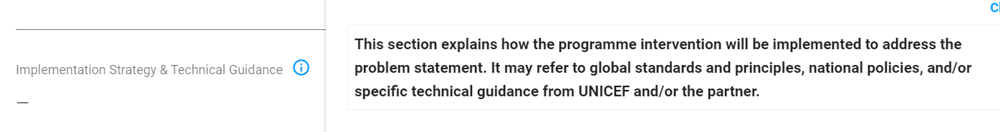 This section explains how the programme intervention will be implemented to address the
problem statement. It may refer to global standards and principles, national policies, and/or
specific technical guidance from UNICEF and/or the partner.
Implementation Strategy & Technical Guidance
—